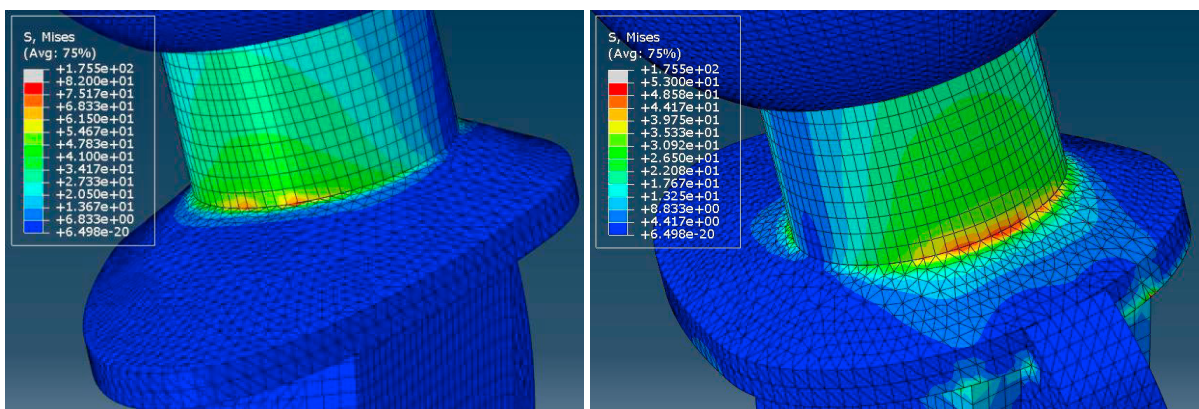 S, Mises
(Avg: 75%)
+1.755e+02
+8.200e+01
+7.517e+01
+6.833e+01
+6.150e+01
+5.467e+01
+4.783e+01
+4.100e+01
+3.417e+01
+2.733e+01
+2.050e+01
+1.367e+01
+6.833e+00
+6.498e-20
S, Mises
(Avg: 75%)
+1.755e+02
+5.300e+01
+4.858e+01
+4.417e+01
+3.975e+01
+3.533e+01
+3.092e+01
+2.650e+01
+2.208e+01
+1.767e+01
+1.325e+01
+8.833e+00
+4.417e+00
+6.498e-20